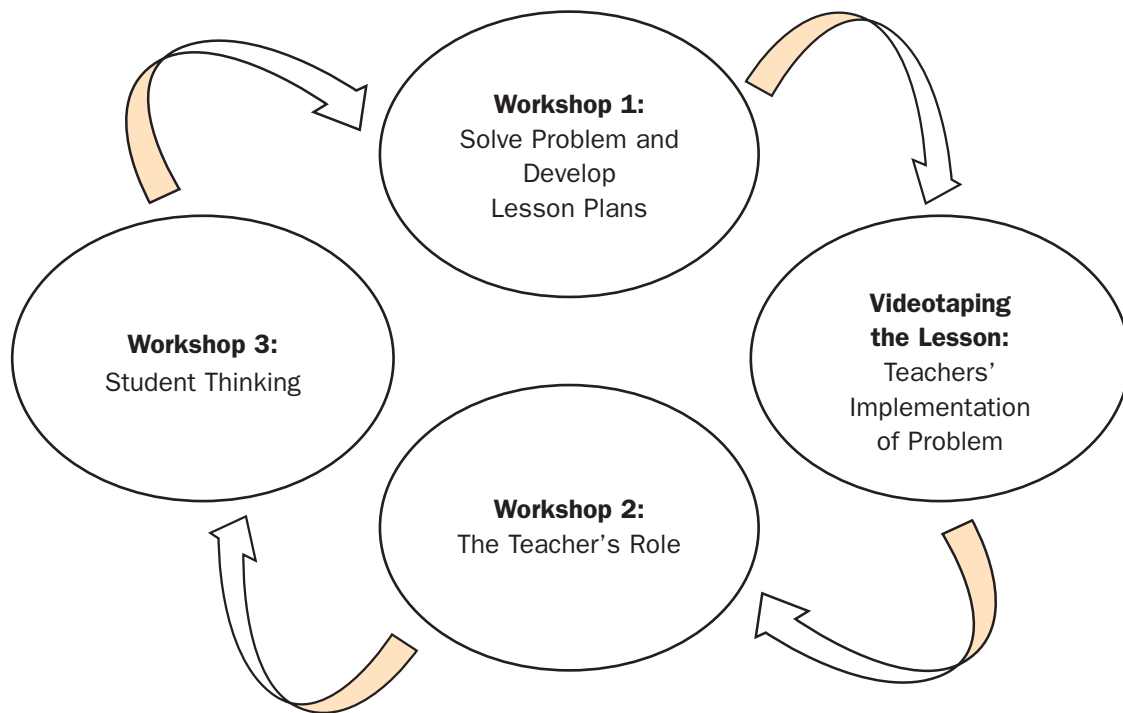 Workshop 1:
Solve Problem and
Develop
Lesson Plans
Videotaping
the Lesson:
Teachers’
Implementation
of Problem
Workshop 2:
The Teacher’s Role
Workshop 3:
Student Thinking